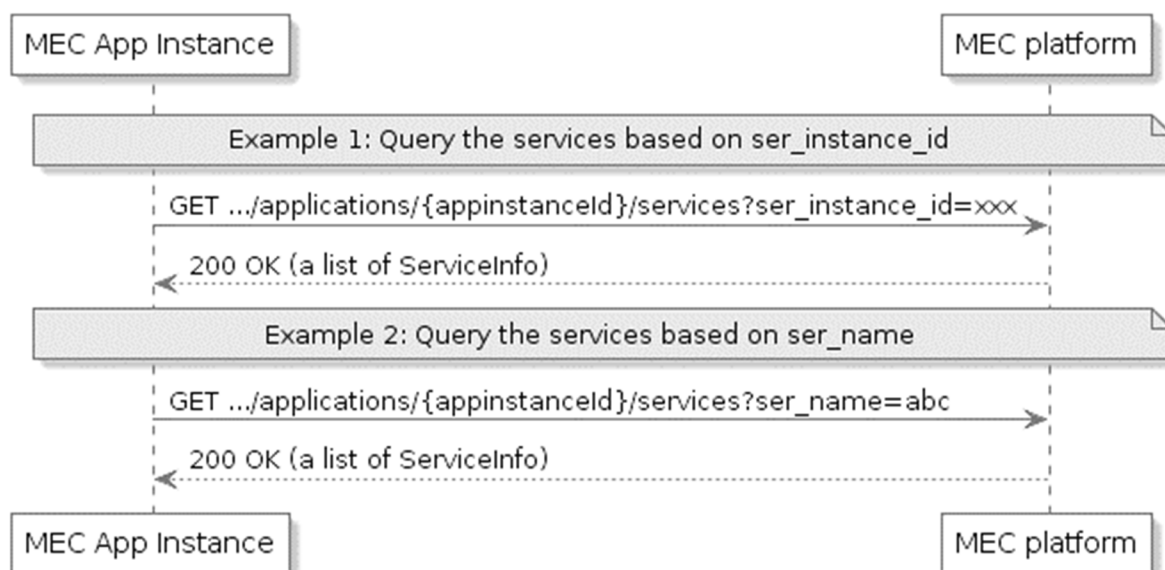 MEC App Instance MEC platform
Example 1: Query the services based on ser_instance_id
GET .../applications/{appinstanceId}/services?ser_instance_id=xxx
200 OK (a list of ServiceInfo)
Example 2: Query the services based on ser_name
GET .../applications/{appinstanceId}/services?ser_name=abc
200 OK (a list of ServiceInfo)
MEC App Instance MEC platform